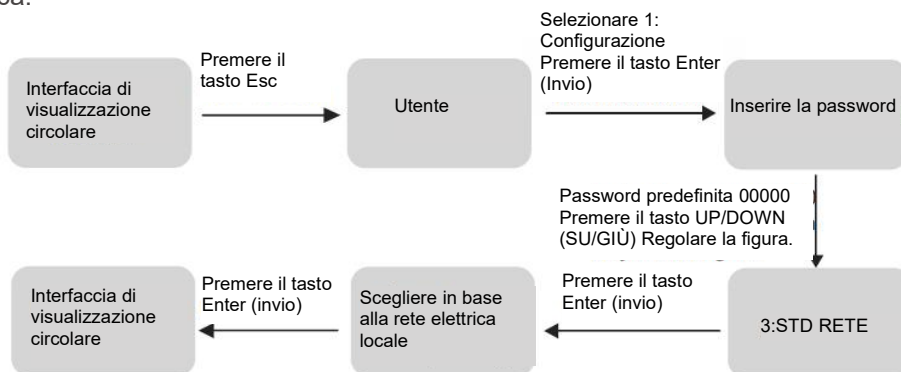 Interfaccia di
visualizzazione
circolare
Premere il
tasto Esc
Utente
Selezionare 1:
Configurazione
Premere il tasto Enter
(Invio)
Inserire la password
Password predefinita 00000
Premere il tasto UP/DOWN
(SU/GIÙ) Regolare la figura.
3:STD RETE
Premere il tasto
Enter (invio)
Scegliere in base
alla rete elettrica
locale
Premere il tasto
Enter (invio)
Interfaccia di
visualizzazione
circolare